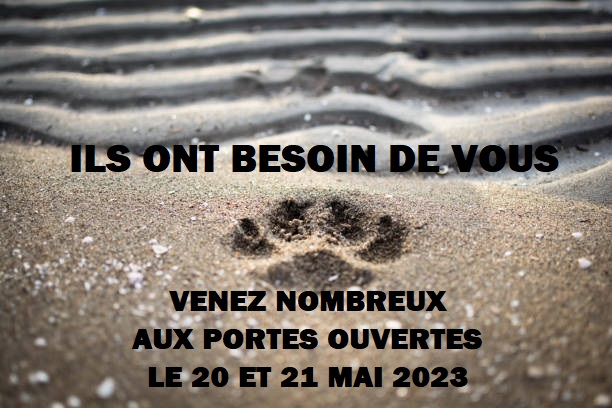 ILS ONT BESOIN DE VOUS
VENEZ NOMBREUX
AUX PORTES OUVERTES
LE 20 ET 21 MAI 2023